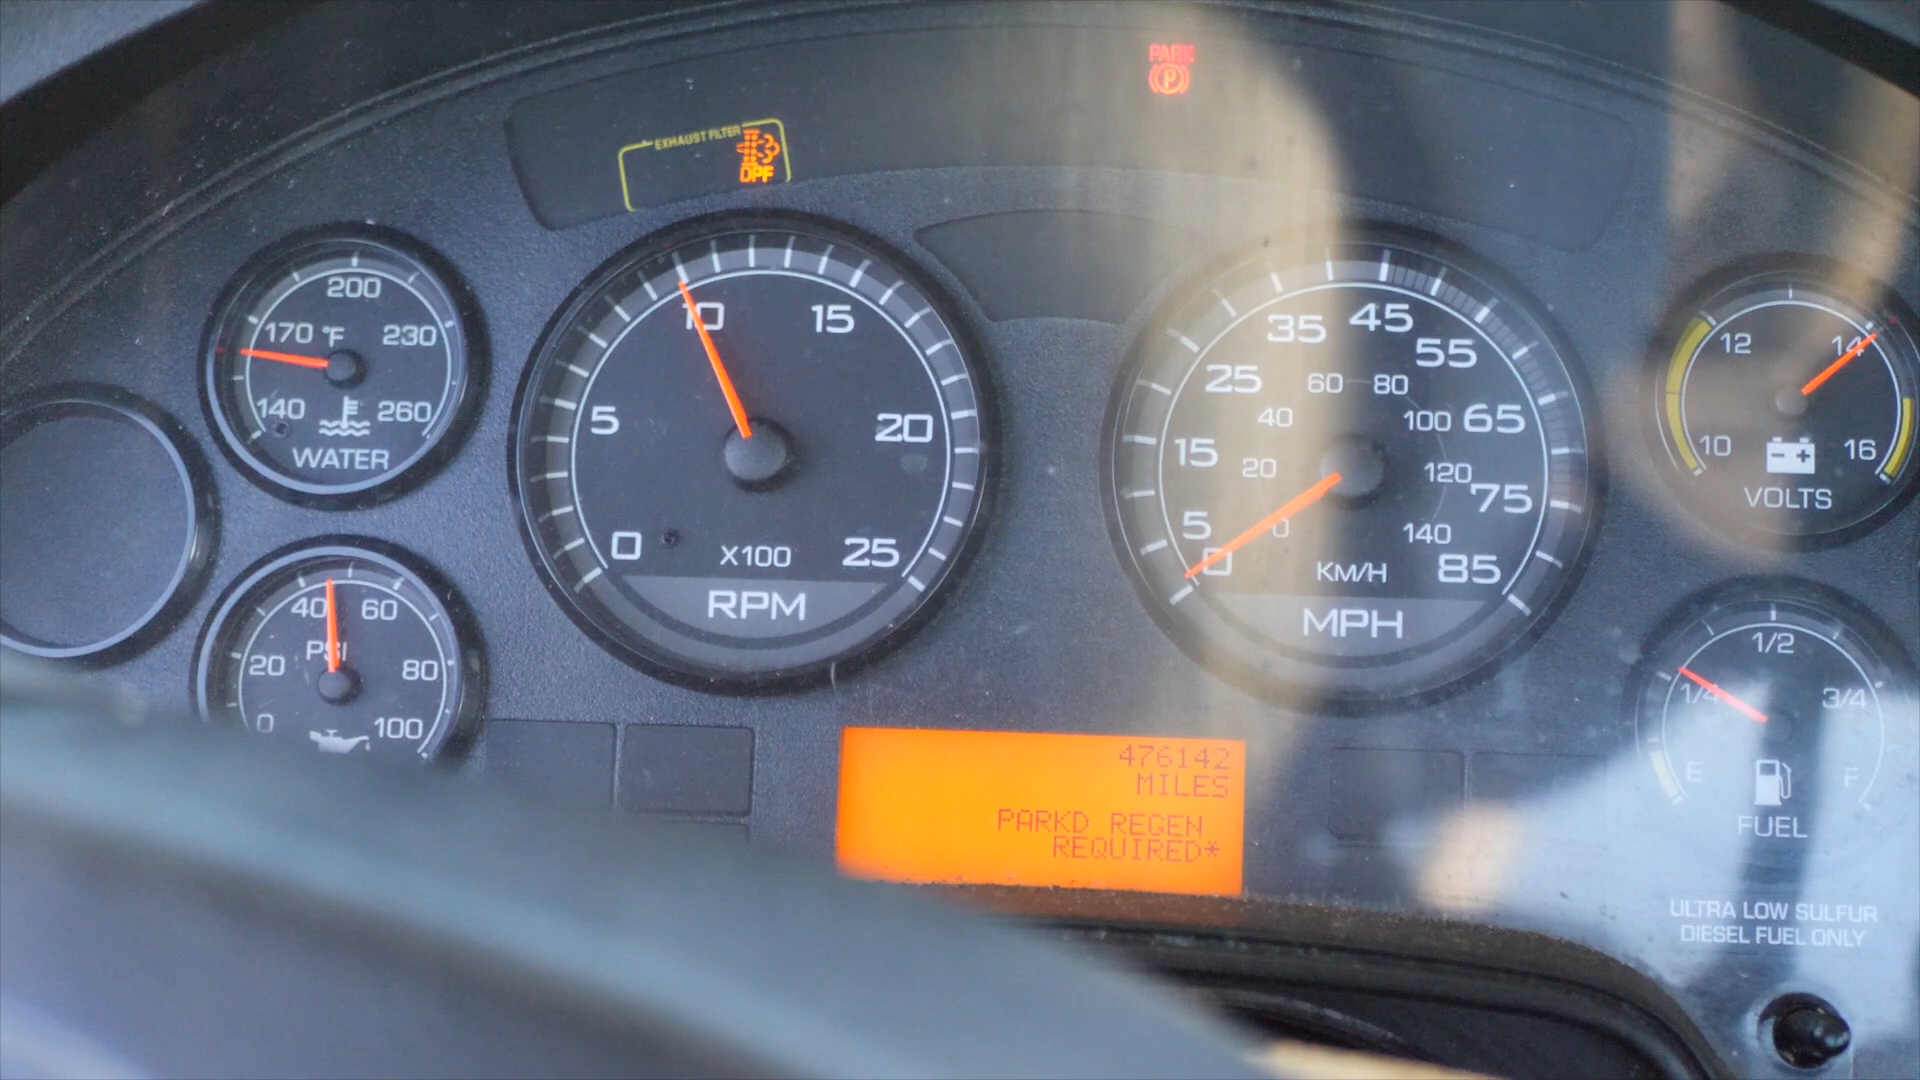 PARK
P
EXHAUST FILTER
DPF
200
170 °F 230
140 260
WATER
40 60
PSI
20 80
0 100
10 15
5 20
0 25
X100
RPM
35 45
55
25 65
15 75
5 85
0
60 80
40 100
20 120
0 140
KM/H
MPH
12 14
10 16
- +
VOLTS
1/2
1/4 3/4
E F
FUEL
ULTRA LOW SULFUR
DIESEL FUEL ONLY
476142
MILES
PARKD REGEN
REQUIRED*